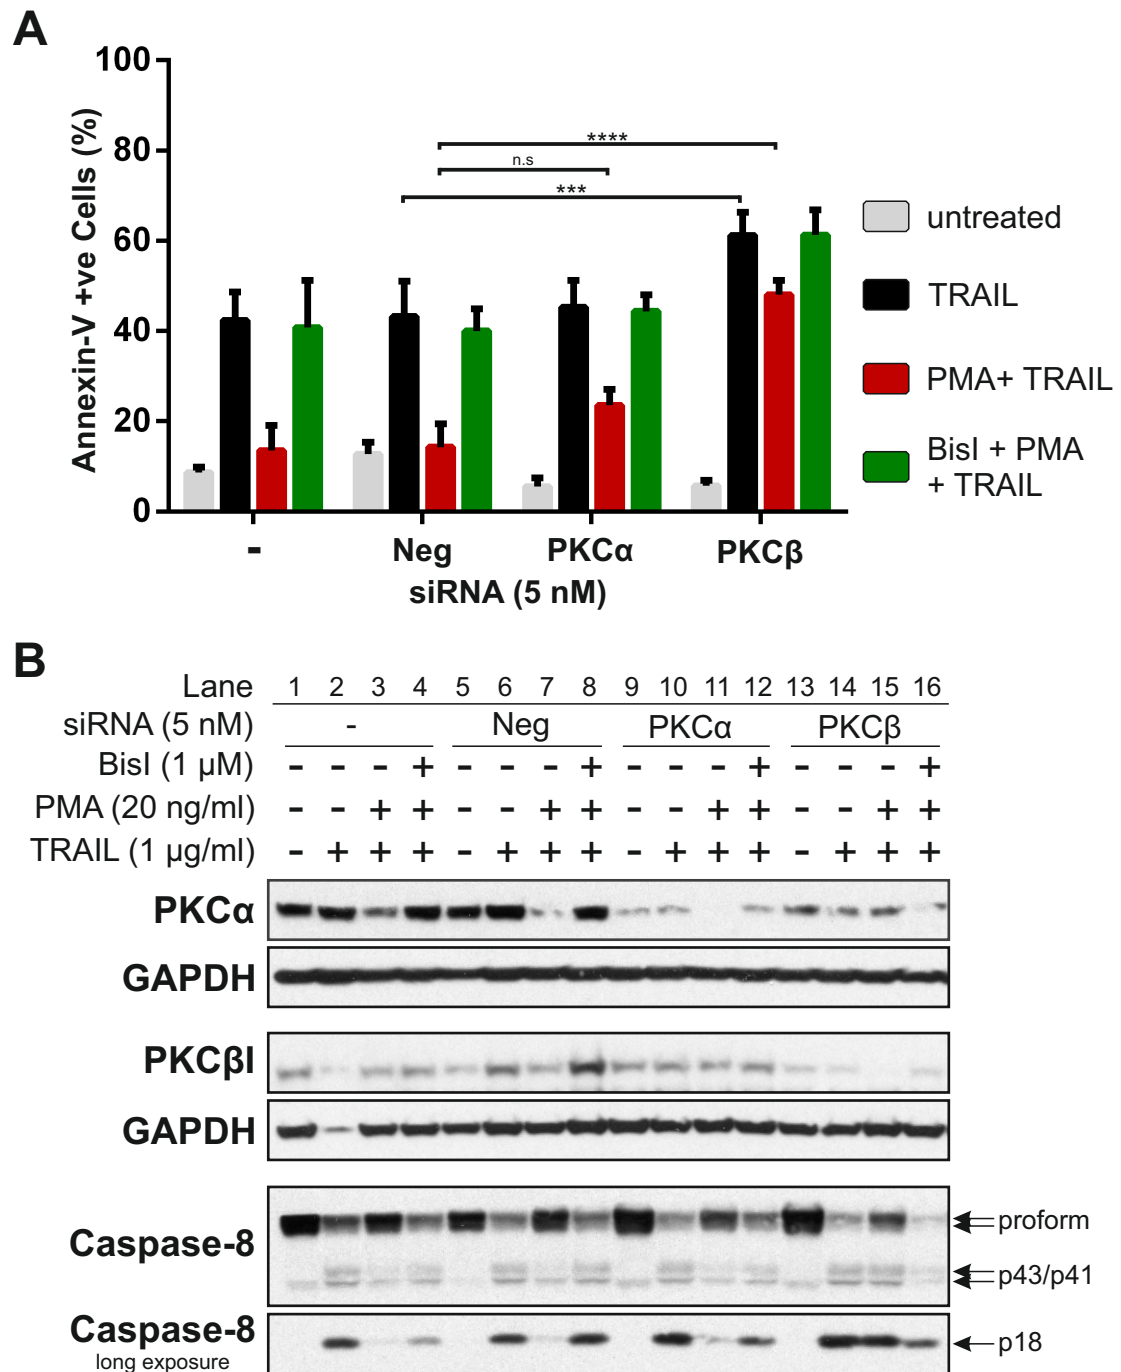 A
100
80
60
40
20
0
Annexin-V +ve Cells (%)
****
n.s
***
untreated
TRAIL
PMA+ TRAIL
BisI + PMA
+ TRAIL
- Neg PKCα PKCβ
siRNA (5 nM)
B
Lane 1 2 3 4 5 6 7 8 9 10 11 12 13 14 15 16
siRNA (5 nM) - Neg PKCα PKCβ
BisI (1 µM) - - - + - - - + - - - + - - - +
PMA (20 ng/ml) - - + + - - + + - - + + - - + +
TRAIL (1 µg/ml) - + + + - + + + - + + + - + + +
PKCα
GAPDH
PKCβI
GAPDH
Caspase-8
proform
p43/p41
Caspase-8
long exposure
p18